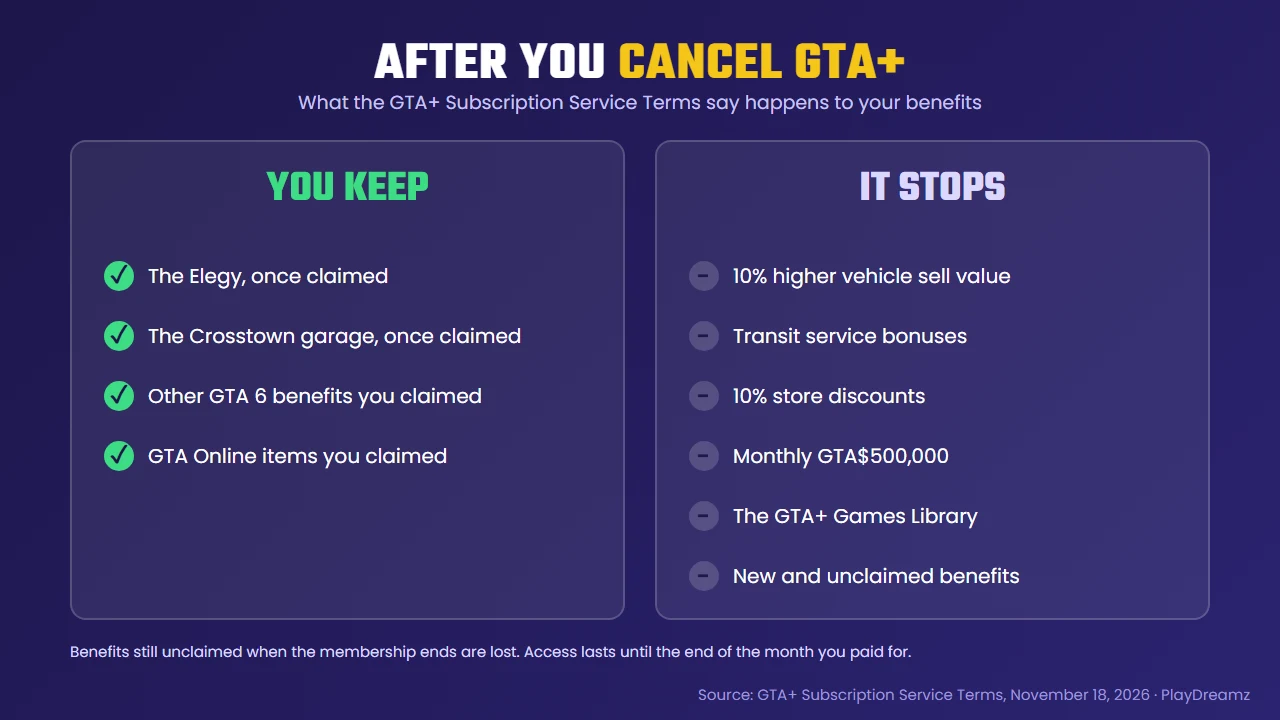 AFTER YOU CANCEL GTA+
What the GTA+ Subscription Service Terms say happens to your benefits
YOU KEEP
The Elegy, once claimed
The Crosstown garage, once claimed
Other GTA 6 benefits you claimed
GTA Online items you claimed
IT STOPS
10% higher vehicle sell value
Transit service bonuses
10% store discounts
Monthly GTA$500,000
The GTA+ Games Library
New and unclaimed benefits
Benefits still unclaimed when the membership ends are lost. Access lasts until the end of the month you paid for.
Source: GTA+ Subscription Service Terms, November 18, 2026 · PlayDreamz